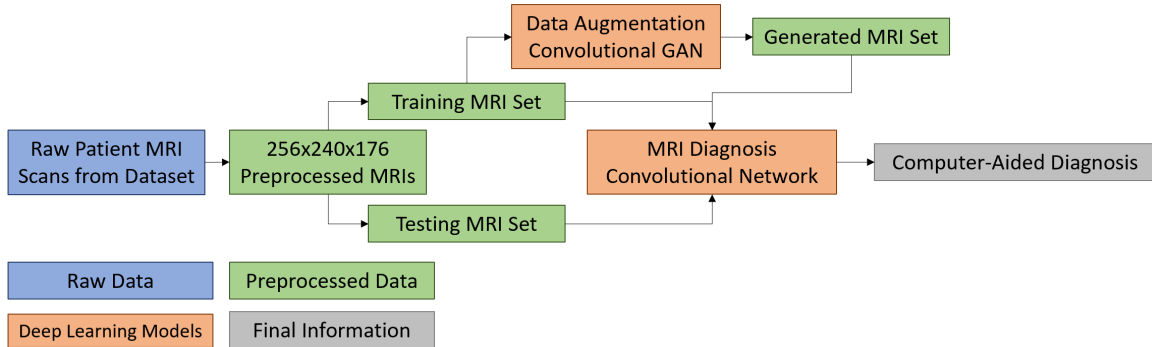 Data Augmentation
Convolutional GAN
Generated MRI Set
Training MRI Set
Raw Patient MRI
Scans from Dataset
256x240x176
Preprocessed MRIs
MRI Diagnosis
Convolutional Network
Computer-Aided Diagnosis
Testing MRI Set
Raw Data
Preprocessed Data
Deep Learning Models
Final Information